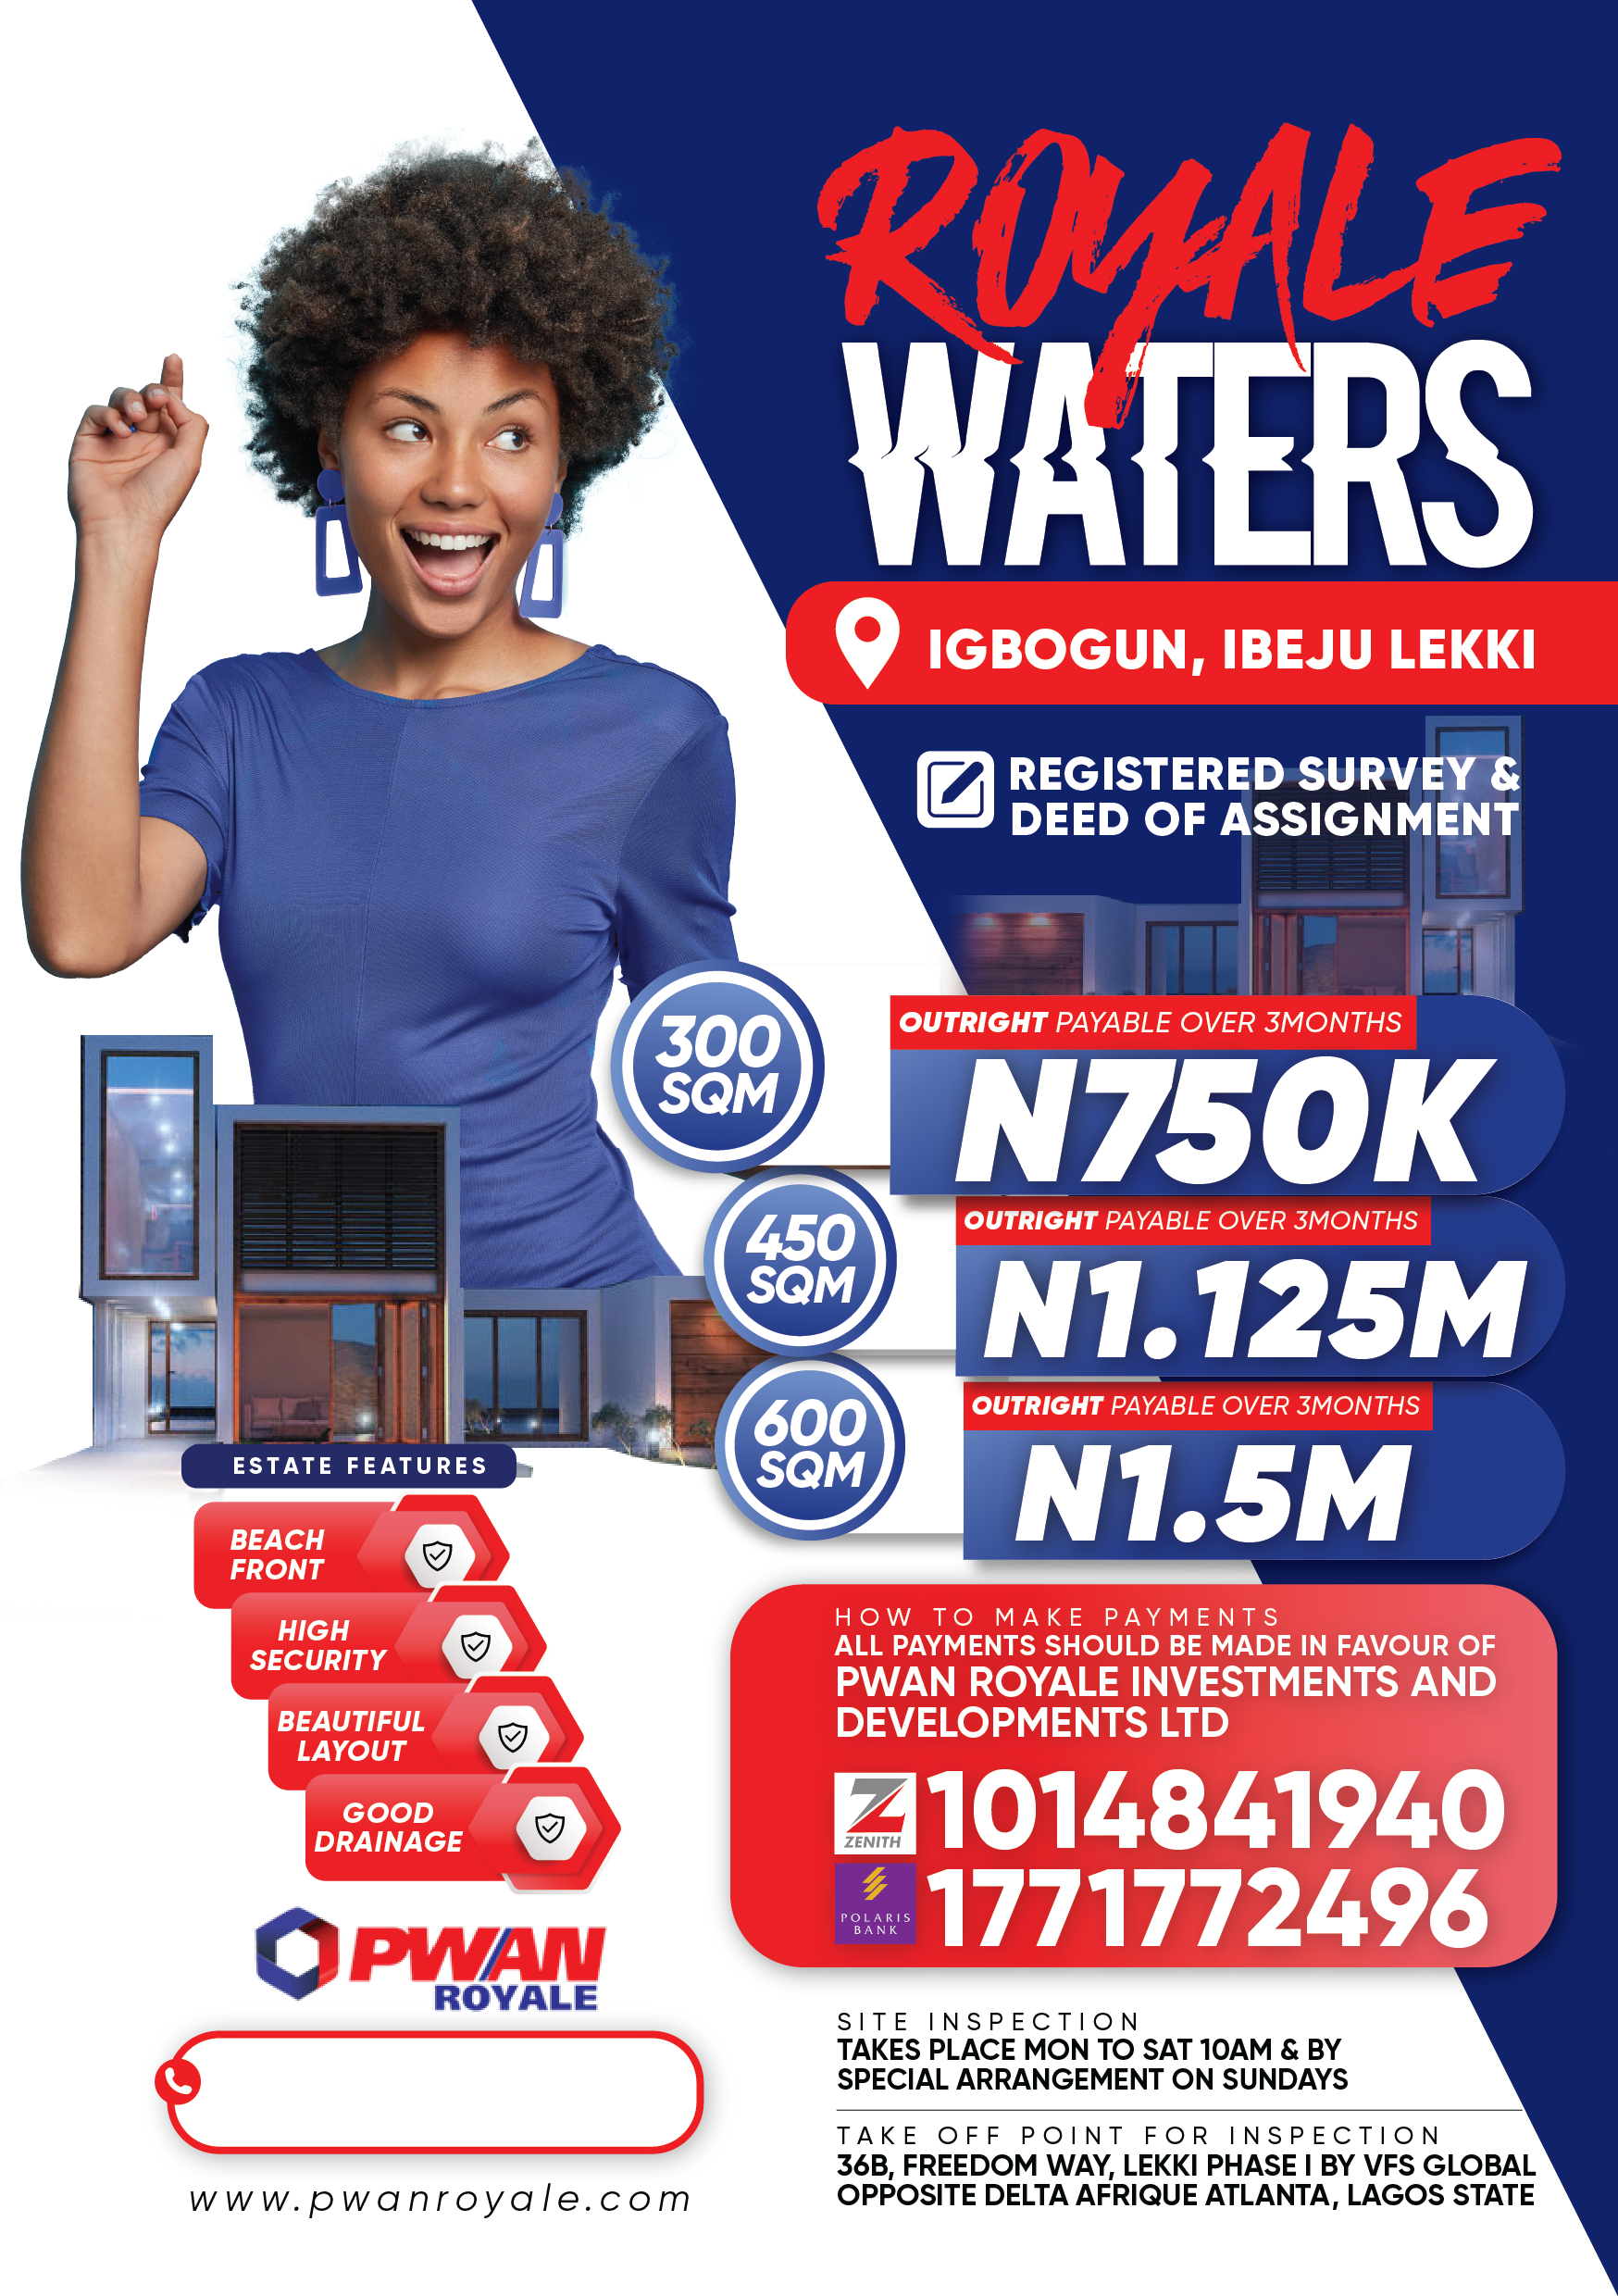 ROYALE
WATERS
IGBOGUN, IBEJU LEKKI
REGISTERED SURVEY &
DEED OF ASSIGNMENT
300
SQM
OUTRIGHT PAYABLE OVER 3MONTHS
N750K
450
SQM
OUTRIGHT PAYABLE OVER 3MONTHS
N1.125M
600
SQM
OUTRIGHT PAYABLE OVER 3MONTHS
N1.5M
ESTATE FEATURES
BEACH
FRONT
HIGH
SECURITY
BEAUTIFUL
LAYOUT
GOOD
DRAINAGE
HOW TO MAKE PAYMENTS
ALL PAYMENTS SHOULD BE MADE IN FAVOUR OF
PWAN ROYALE INVESTMENTS AND
DEVELOPMENTS LTD
ZENITH
1014841940
POLARIS
BANK
1771772496
PWAN
ROYALE
www.pwanroyale.com
SITE INSPECTION
TAKES PLACE MON TO SAT 10AM & BY
SPECIAL ARRANGEMENT ON SUNDAYS
TAKE OFF POINT FOR INSPECTION
36B, FREEDOM WAY, LEKKI PHASE I BY VFS GLOBAL
OPPOSITE DELTA AFRIQUE ATLANTA, LAGOS STATE